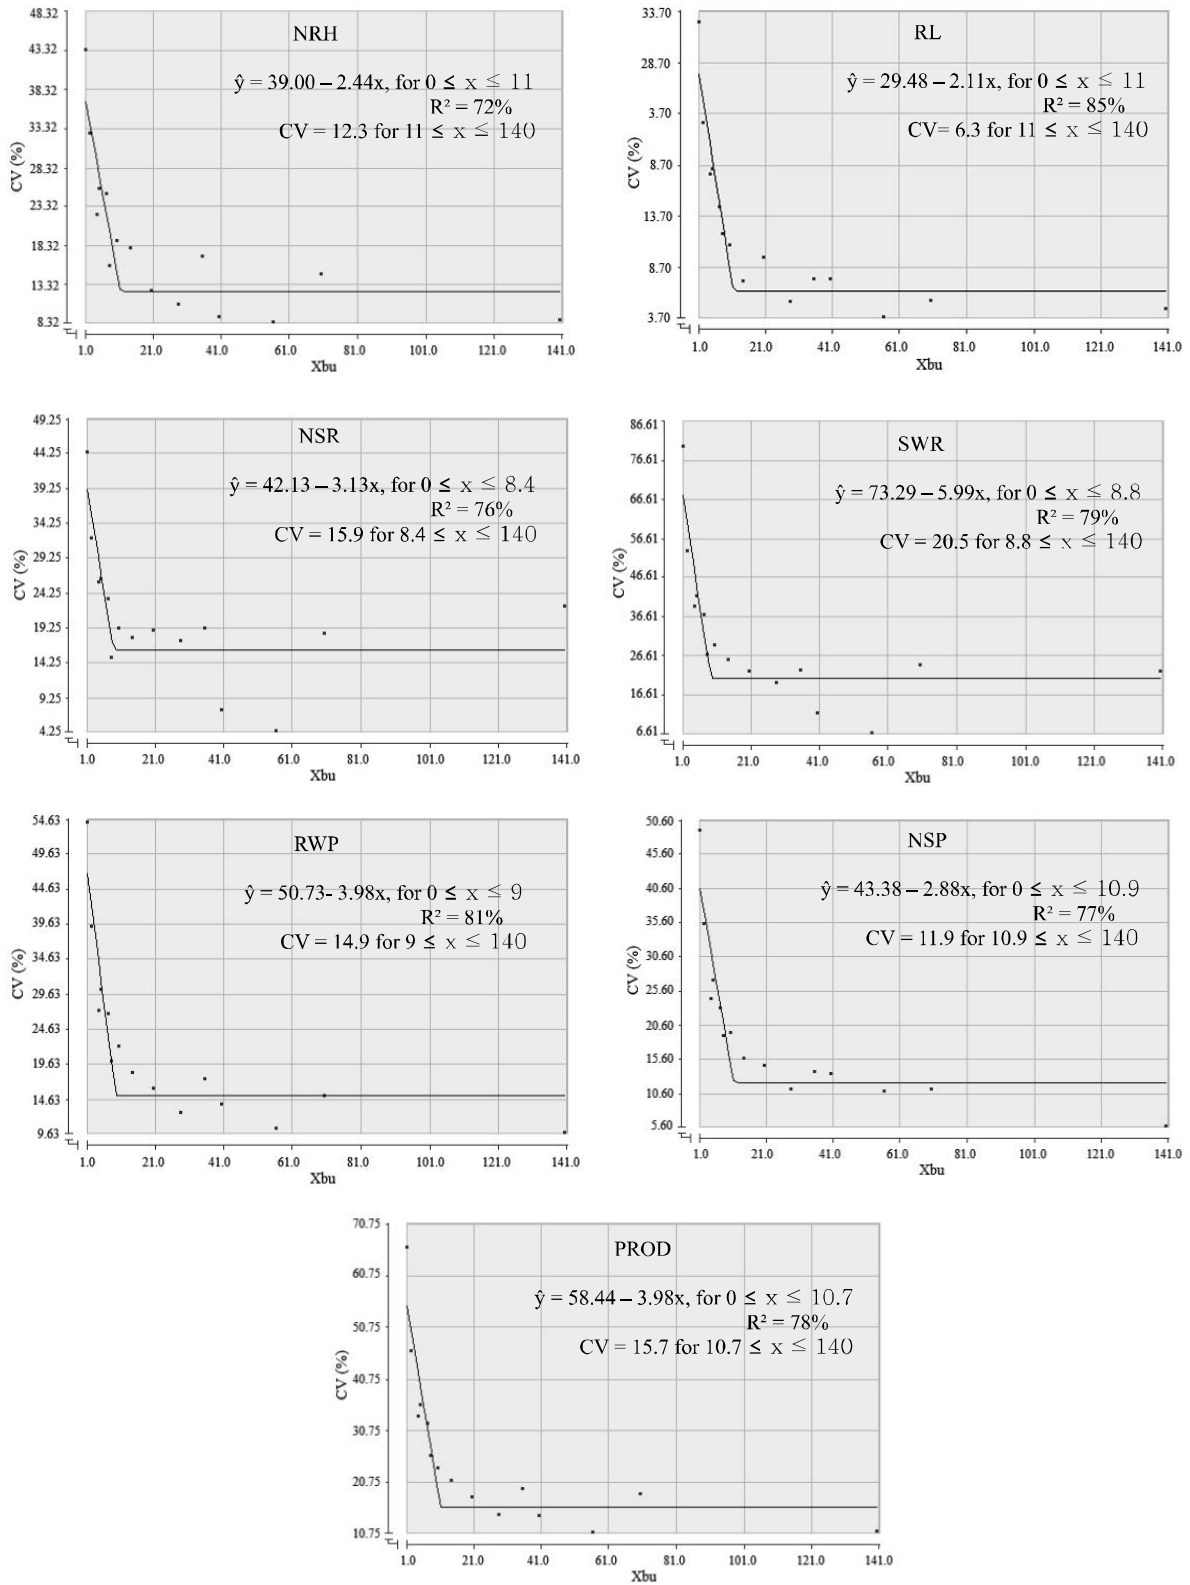 NRH
ŷ = 39.00 – 2.44x, for 0 ≤ x ≤ 11
R² = 72%
CV = 12.3 for 11 ≤ x ≤ 140
CV (%)
48.32
43.32
38.32
33.32
28.32
23.32
18.32
13.32
8.32
1.0 21.0 41.0 61.0 81.0 101.0 121.0 141.0
Xbu
RL
ŷ = 29.48 – 2.11x, for 0 ≤ x ≤ 11
R² = 85%
CV= 6.3 for 11 ≤ x ≤ 140
CV (%)
33.70
28.70
3.70
8.70
13.70
8.70
3.70
1.0 21.0 41.0 61.0 81.0 101.0 121.0 141.0
Xbu
NSR
ŷ = 42.13 – 3.13x, for 0 ≤ x ≤ 8.4
R² = 76%
CV = 15.9 for 8.4 ≤ x ≤ 140
CV (%)
49.25
44.25
39.25
34.25
29.25
24.25
19.25
14.25
9.25
4.25
1.0 21.0 41.0 61.0 81.0 101.0 121.0 141.0
Xbu
SWR
ŷ = 73.29 – 5.99x, for 0 ≤ x ≤ 8.8
R² = 79%
CV = 20.5 for 8.8 ≤ x ≤ 140
CV (%)
86.61
76.61
66.61
56.61
46.61
36.61
26.61
16.61
6.61
1.0 21.0 41.0 61.0 81.0 101.0 121.0 141.0
Xbu
RWP
ŷ = 50.73- 3.98x, for 0 ≤ x ≤ 9
R² = 81%
CV = 14.9 for 9 ≤ x ≤ 140
CV (%)
54.63
49.63
44.63
39.63
34.63
29.63
24.63
19.63
14.63
9.63
1.0 21.0 41.0 61.0 81.0 101.0 121.0 141.0
Xbu
NSP
ŷ = 43.38 – 2.88x, for 0 ≤ x ≤ 10.9
R² = 77%
CV = 11.9 for 10.9 ≤ x ≤ 140
CV (%)
50.60
45.60
40.60
35.60
30.60
25.60
20.60
15.60
10.60
5.60
1.0 21.0 41.0 61.0 81.0 101.0 121.0 141.0
Xbu
PROD
ŷ = 58.44 – 3.98x, for 0 ≤ x ≤ 10.7
R² = 78%
CV = 15.7 for 10.7 ≤ x ≤ 140
CV (%)
70.75
60.75
50.75
40.75
30.75
20.75
10.75
1.0 21.0 41.0 61.0 81.0 101.0 121.0 141.0
Xbu